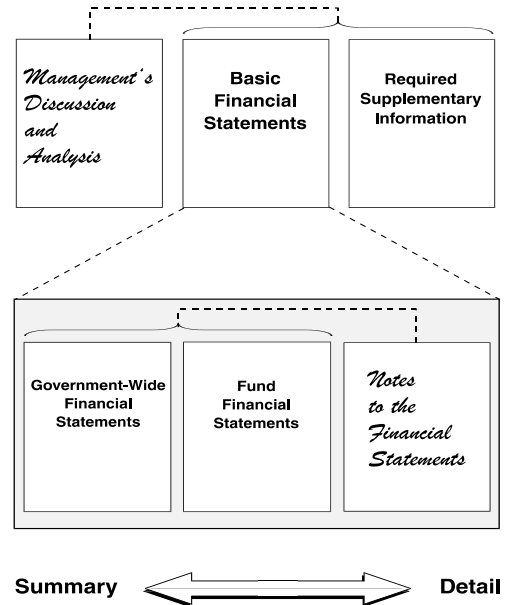 Management's
Discussion
and
Analysis
Basic
Financial
Statements
Required
Supplementary
Information
Government-Wide
Financial
Statements
Fund
Financial
Statements
Notes
to the
Financial
Statements
Summary
Detail